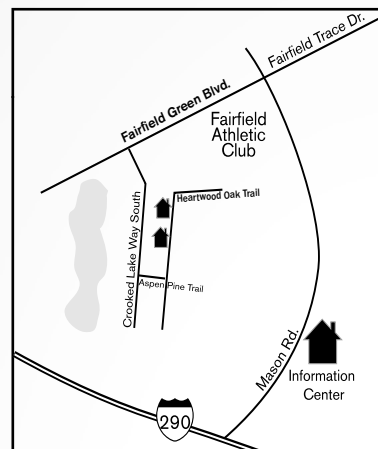 Fairfield Trace Dr.
Fairfield Green Blvd.
Fairfield
Athletic
Club
Heartwood Oak Trail
Crooked Lake Way South
Aspen Pine Trail
Mason Rd.
Information
Center
290